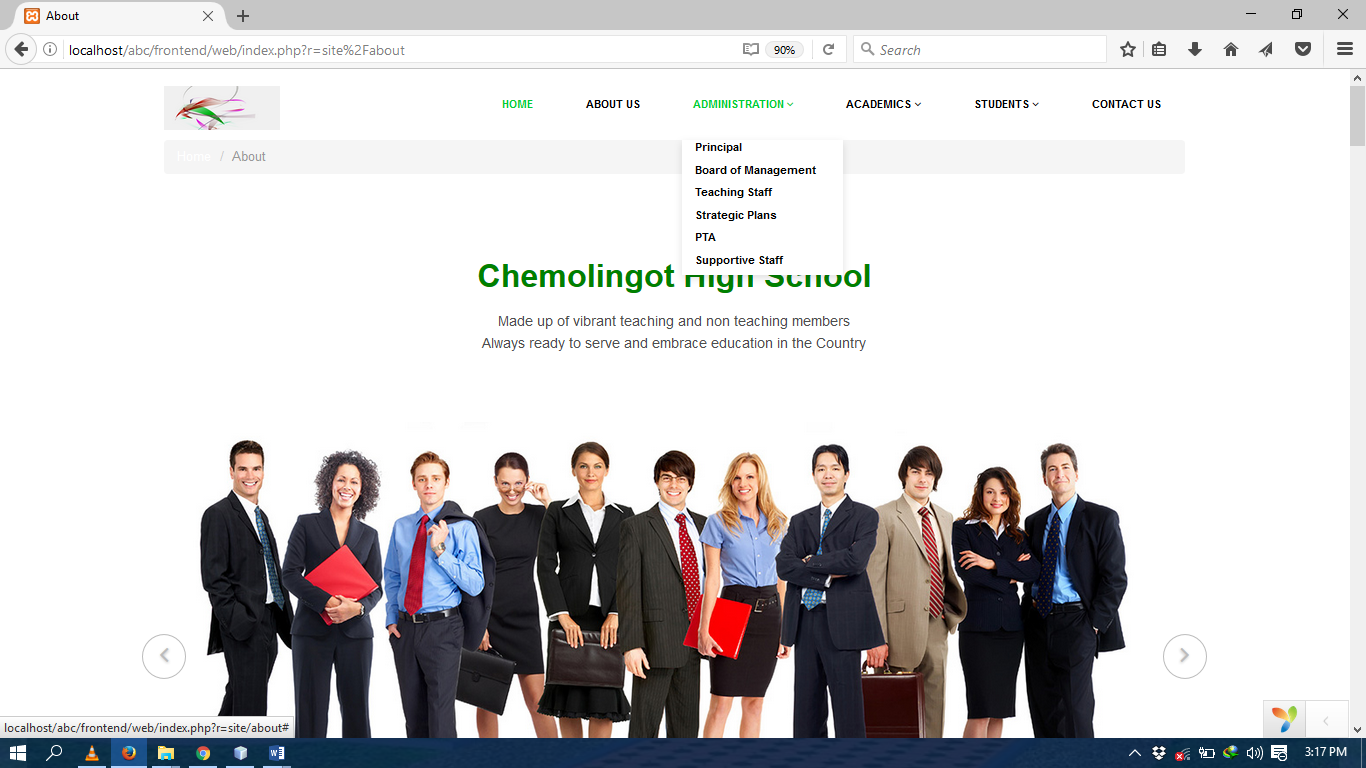 About
localhost/abc/frontend/web/index.php?r=site%2Fabout
90%
Search
HOME ABOUT US ADMINISTRATION ACADEMICS STUDENTS CONTACT US
Home / About
Principal
Board of Management
Teaching Staff
Strategic Plans
PTA
Supportive Staff
Chemolingot High School
Made up of vibrant teaching and non teaching members
Always ready to serve and embrace education in the Country
localhost/abc/frontend/web/index.php?r=site/about#
3:17 PM